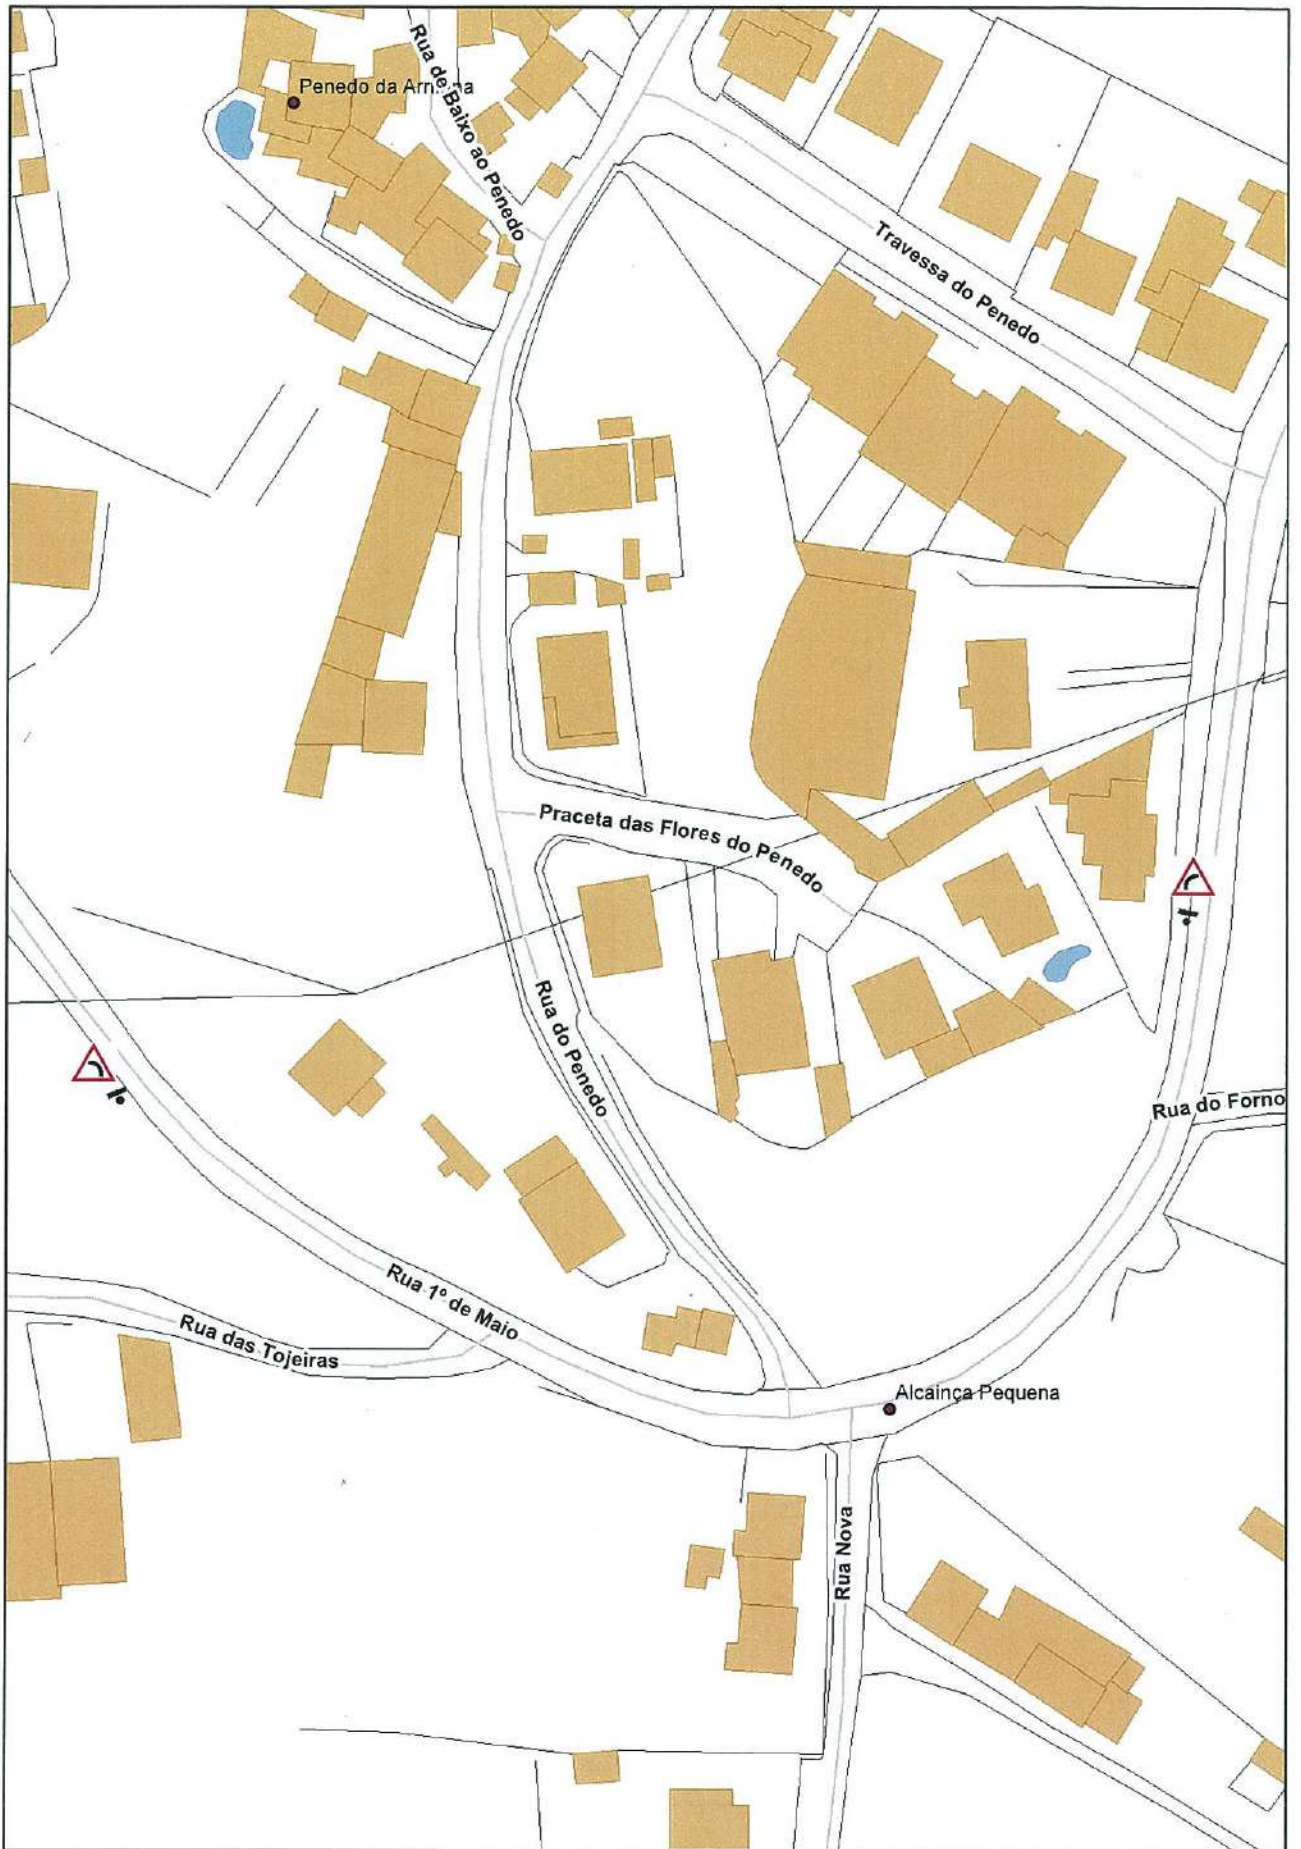 Rua de Baixo ao Penedo
Penedo da
Travessa do Penedo
Praceta das Flores do Penedo
Rua do Penedo
Rua do Forno
Rua 1º de Maio
Rua das Tojeiras
Alcainça Pequena
Rua Nova